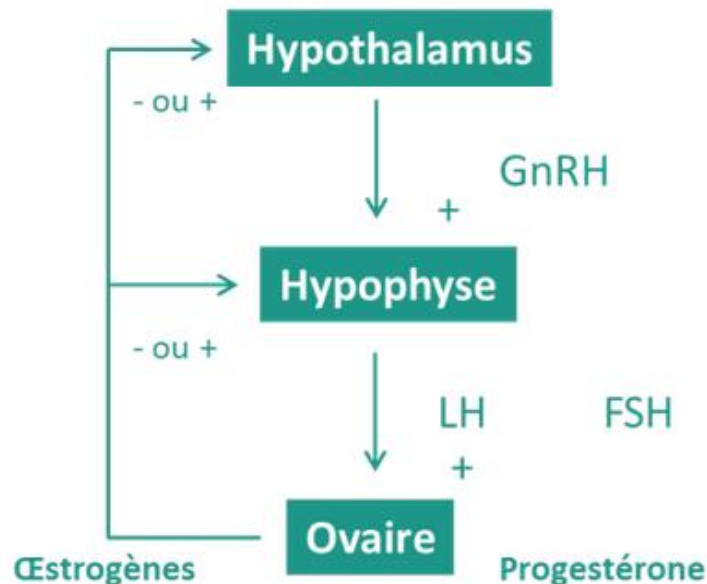 Hypothalamus
- ou +
GnRH
+
Hypophyse
- ou +
LH FSH
+
Ovaire
Œstrogènes Progestérone